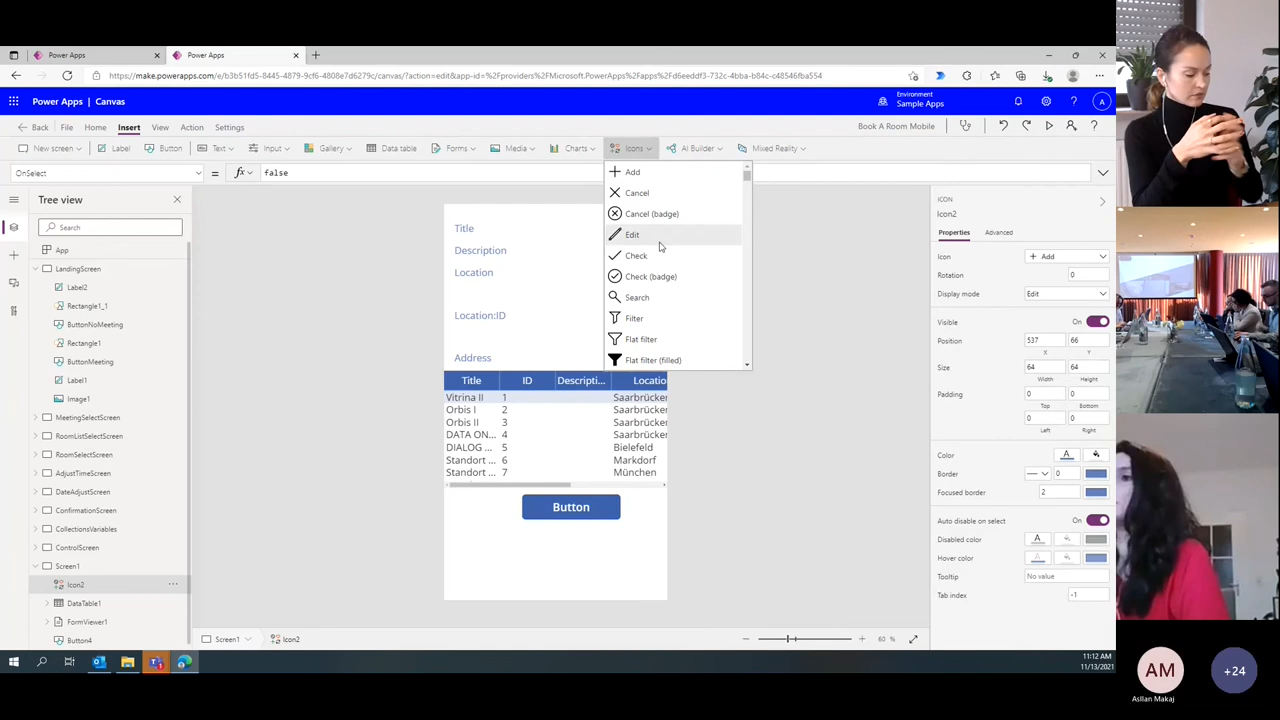 Power Apps
Power Apps
https://make.powerapps.com/e/b3b51fd5-8445-4879-9cf6-4808e7d6279c/canvas/?action=edit&app-id=%2Fproviders%2FMicrosoft.PowerApps%2Fapps%2Fd6eeddf3-732c-4bba-b84c-c48546fba554
Power Apps | Canvas
Environment
Sample Apps
A
Back File Home Insert View Action Settings
Book A Room Mobile
New screen Label Button Text Input Gallery Data table Forms Media Charts Icons AI Builder Mixed Reality
OnSelect = fx false
Tree view
Search
App
LandingScreen
Label2
Rectangle1_1
ButtonNoMeeting
Rectangle1
ButtonMeeting
Label1
Image1
MeetingSelectScreen
RoomListSelectScreen
RoomSelectScreen
AdjustTimeScreen
DateAdjustScreen
ConfirmationScreen
CollectionsVariables
ControlScreen
Screen1
Icon2
DataTable1
FormViewer1
Button4
Title
Description
Location
Location:ID
Address
Title ID Descripti... Locatio
Vitrina II 1 Saarbrücker
Orbis I 2 Saarbrücker
Orbis II 3 Saarbrücker
DATA ON... 4 Saarbrücker
DIALOG ... 5 Bielefeld
Standort ... 6 Markdorf
Standort ... 7 München
Button
Add
Cancel
Cancel (badge)
Edit
Check
Check (badge)
Search
Filter
Flat filter
Flat filter (filled)
ICON
Icon2
Properties Advanced
Icon Add
Rotation 0
Display mode Edit
Visible On
Position 537 66
X Y
Size 64 64
Width Height
Padding 0 0
Top Bottom
0 0
Left Right
Color
Border 0
Focused border 2
Auto disable on select On
Disabled color
Hover color
Tooltip No value
Tab index -1
Screen1 Icon2
60 %
11:12 AM
11/13/2021
AM
+24
Asllan Makaj